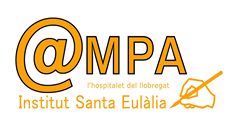 @MPA
l'hospitalet del llobregat
Institut Santa Eulàlia